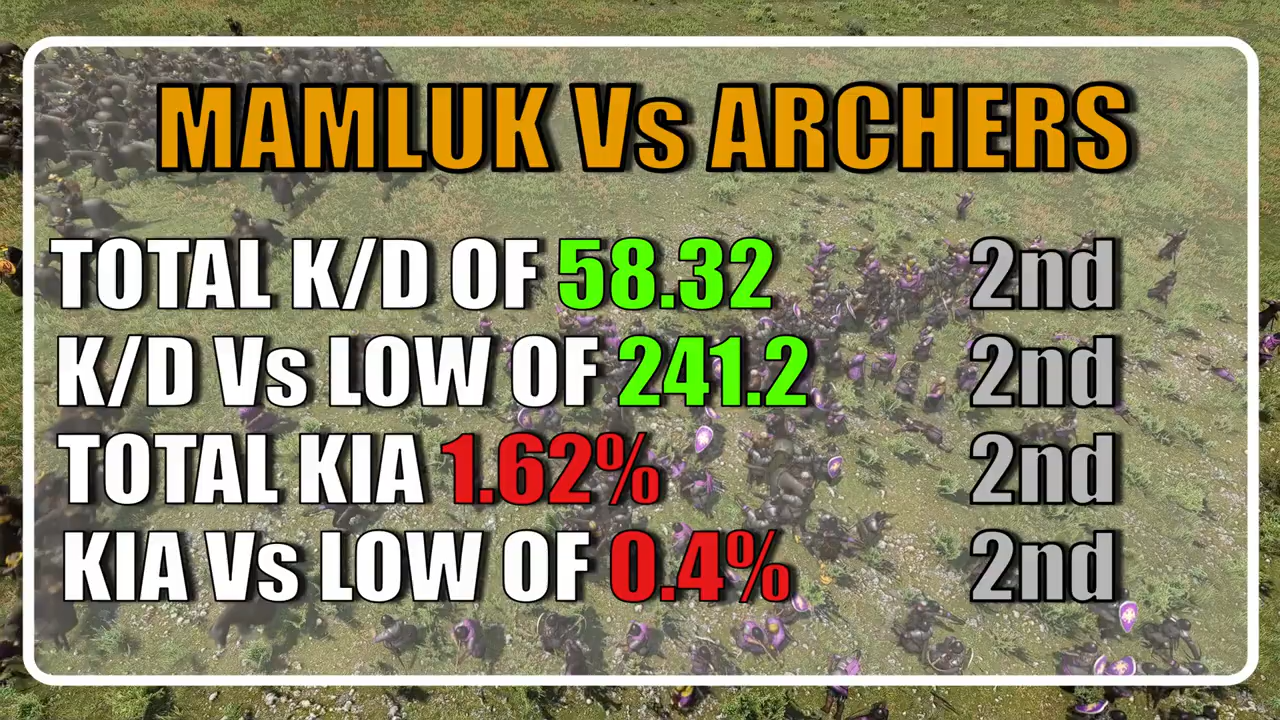 MAMLUK Vs ARCHERS
TOTAL K/D OF 58.32 2nd
K/D Vs LOW OF 241.2 2nd
TOTAL KIA 1.62% 2nd
KIA Vs LOW OF 0.4% 2nd